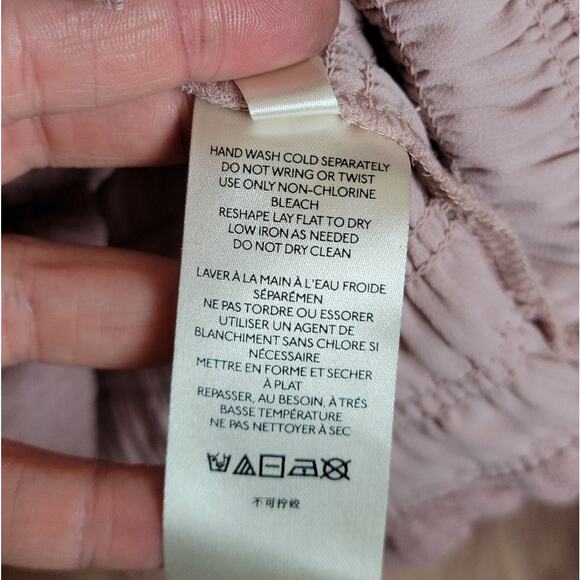 HAND WASH COLD SEPARATELY
DO NOT WRING OR TWIST
USE ONLY NON-CHLORINE
BLEACH
RESHAPE LAY FLAT TO DRY
LOW IRON AS NEEDED
DO NOT DRY CLEAN
LAVER À LA MAIN À L'EAU FROIDE
SÉPARÉMEN
NE PAS TORDRE OU ESSORER
UTILISER UN AGENT DE
BLANCHIMENT SANS CHLORE SI
NÉCESSAIRE
METTRE EN FORME ET SECHER
À PLAT
REPASSER, AU BESOIN, À TRÈS
BASSE TEMPÉRATURE
NE PAS NETTOYER À SEC
不可拧绞